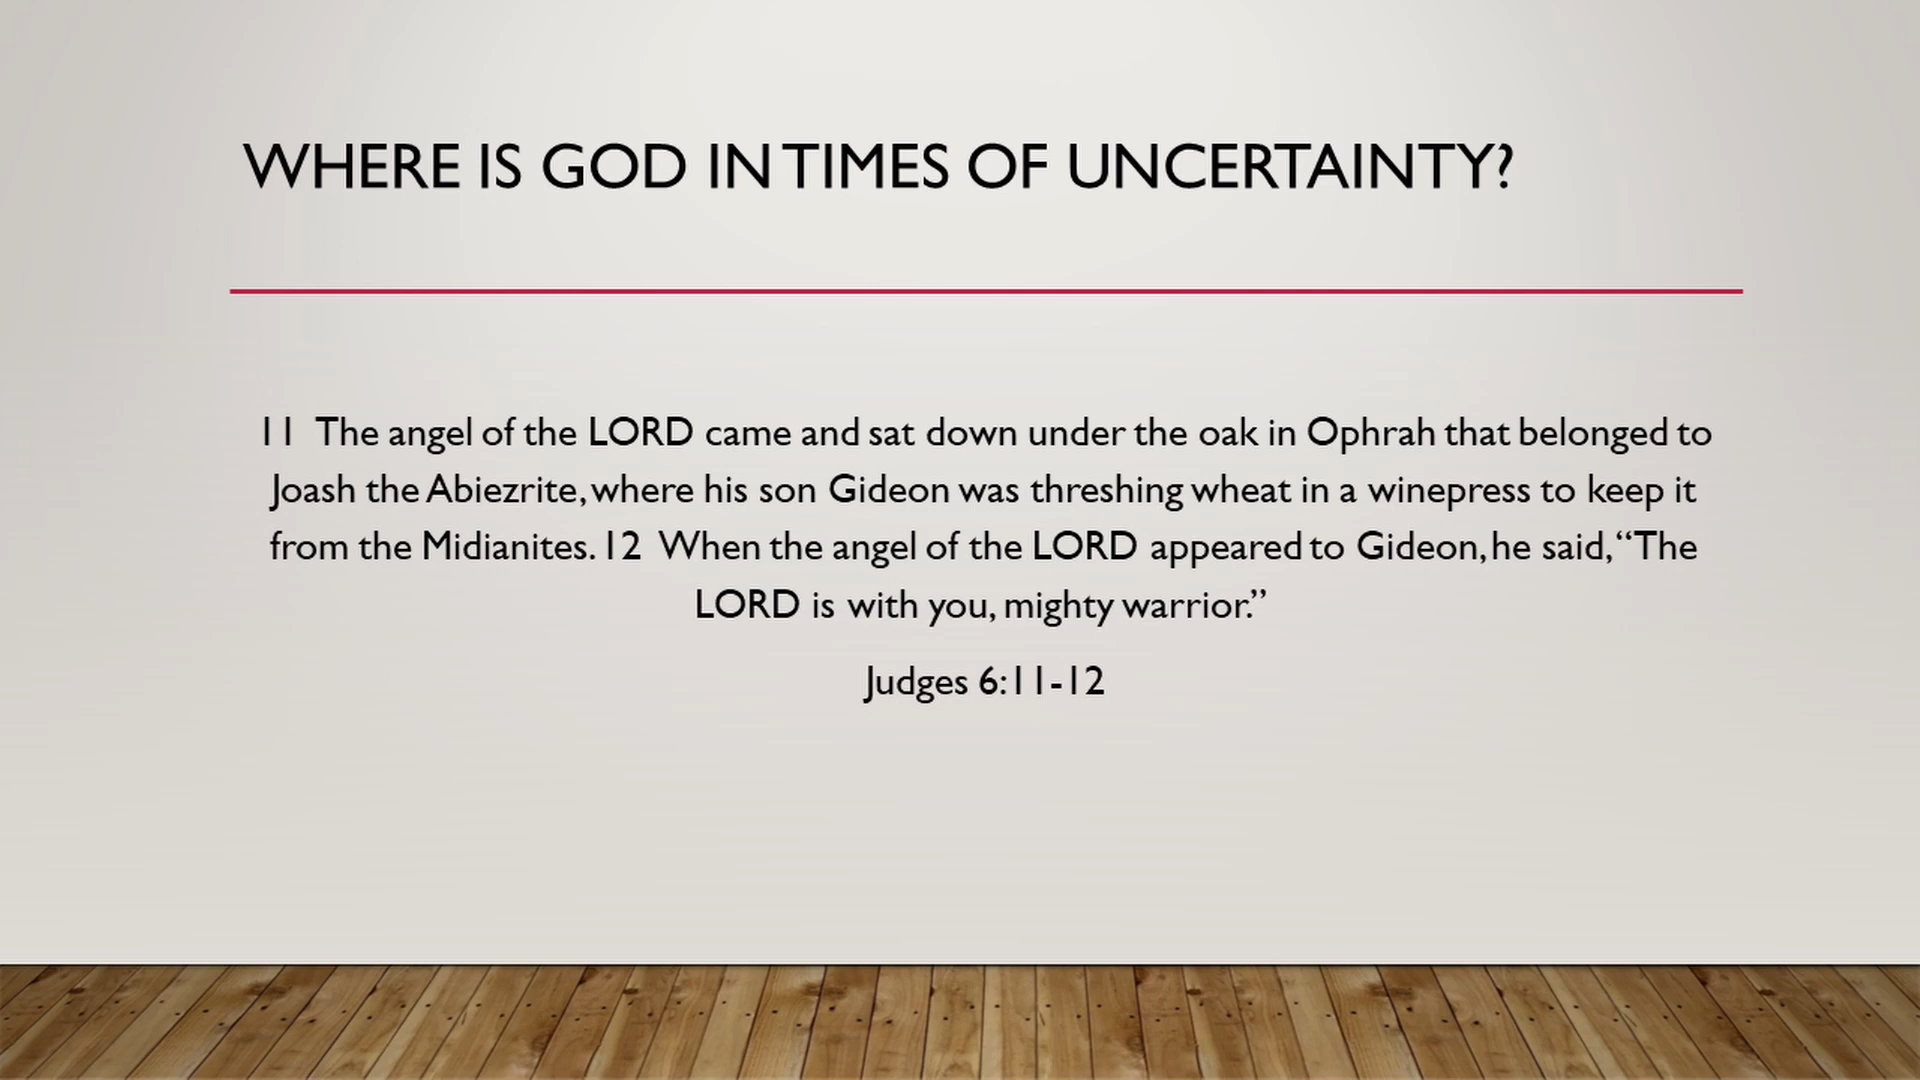 WHERE IS GOD IN TIMES OF UNCERTAINTY?
11 The angel of the LORD came and sat down under the oak in Ophrah that belonged to
Joash the Abiezrite, where his son Gideon was threshing wheat in a winepress to keep it
from the Midianites. 12 When the angel of the LORD appeared to Gideon, he said, “The
LORD is with you, mighty warrior.”
Judges 6:11-12